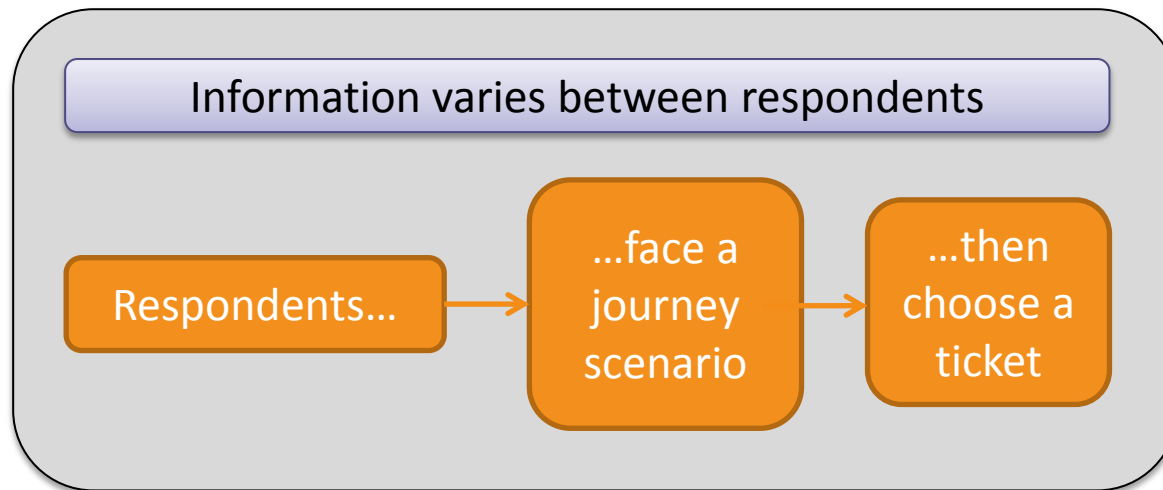 Information varies between respondents
Respondents…
…face a
journey
scenario
…then
choose a
ticket